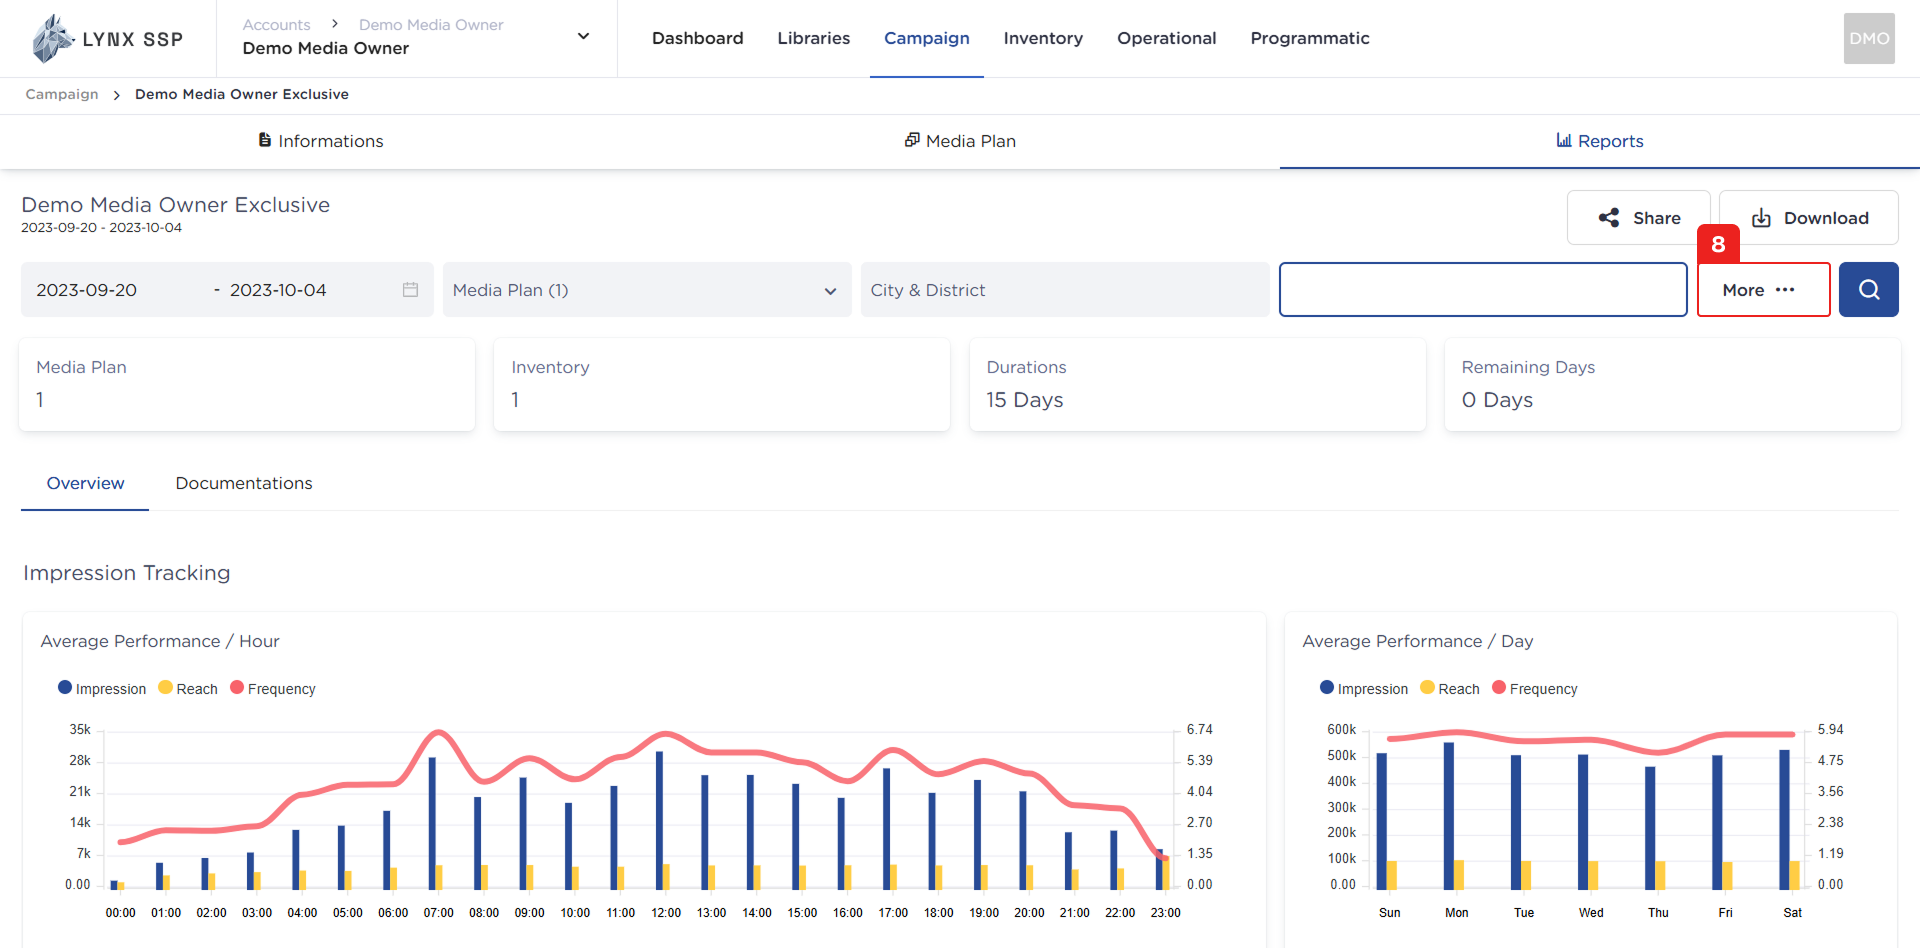 LYNX SSP
Accounts > Demo Media Owner
Demo Media Owner
Dashboard Libraries Campaign Inventory Operational Programmatic
DMO
Campaign > Demo Media Owner Exclusive
Informations Media Plan Reports
Demo Media Owner Exclusive
2023-09-20 - 2023-10-04
Share Download
8
2023-09-20 - 2023-10-04 Media Plan (1) City & District More ···
Media Plan Inventory Durations Remaining Days
1 1 15 Days 0 Days
Overview Documentations
Impression Tracking
Average Performance / Hour
Impression Reach Frequency
35k
28k
21k
14k
7k
0.00
6.74
5.39
4.04
2.70
1.35
0.00
00:00 01:00 02:00 03:00 04:00 05:00 06:00 07:00 08:00 09:00 10:00 11:00 12:00 13:00 14:00 15:00 16:00 17:00 18:00 19:00 20:00 21:00 22:00 23:00
Average Performance / Day
Impression Reach Frequency
600k
500k
400k
300k
200k
100k
0.00
5.94
4.75
3.56
2.38
1.19
0.00
Sun Mon Tue Wed Thu Fri Sat